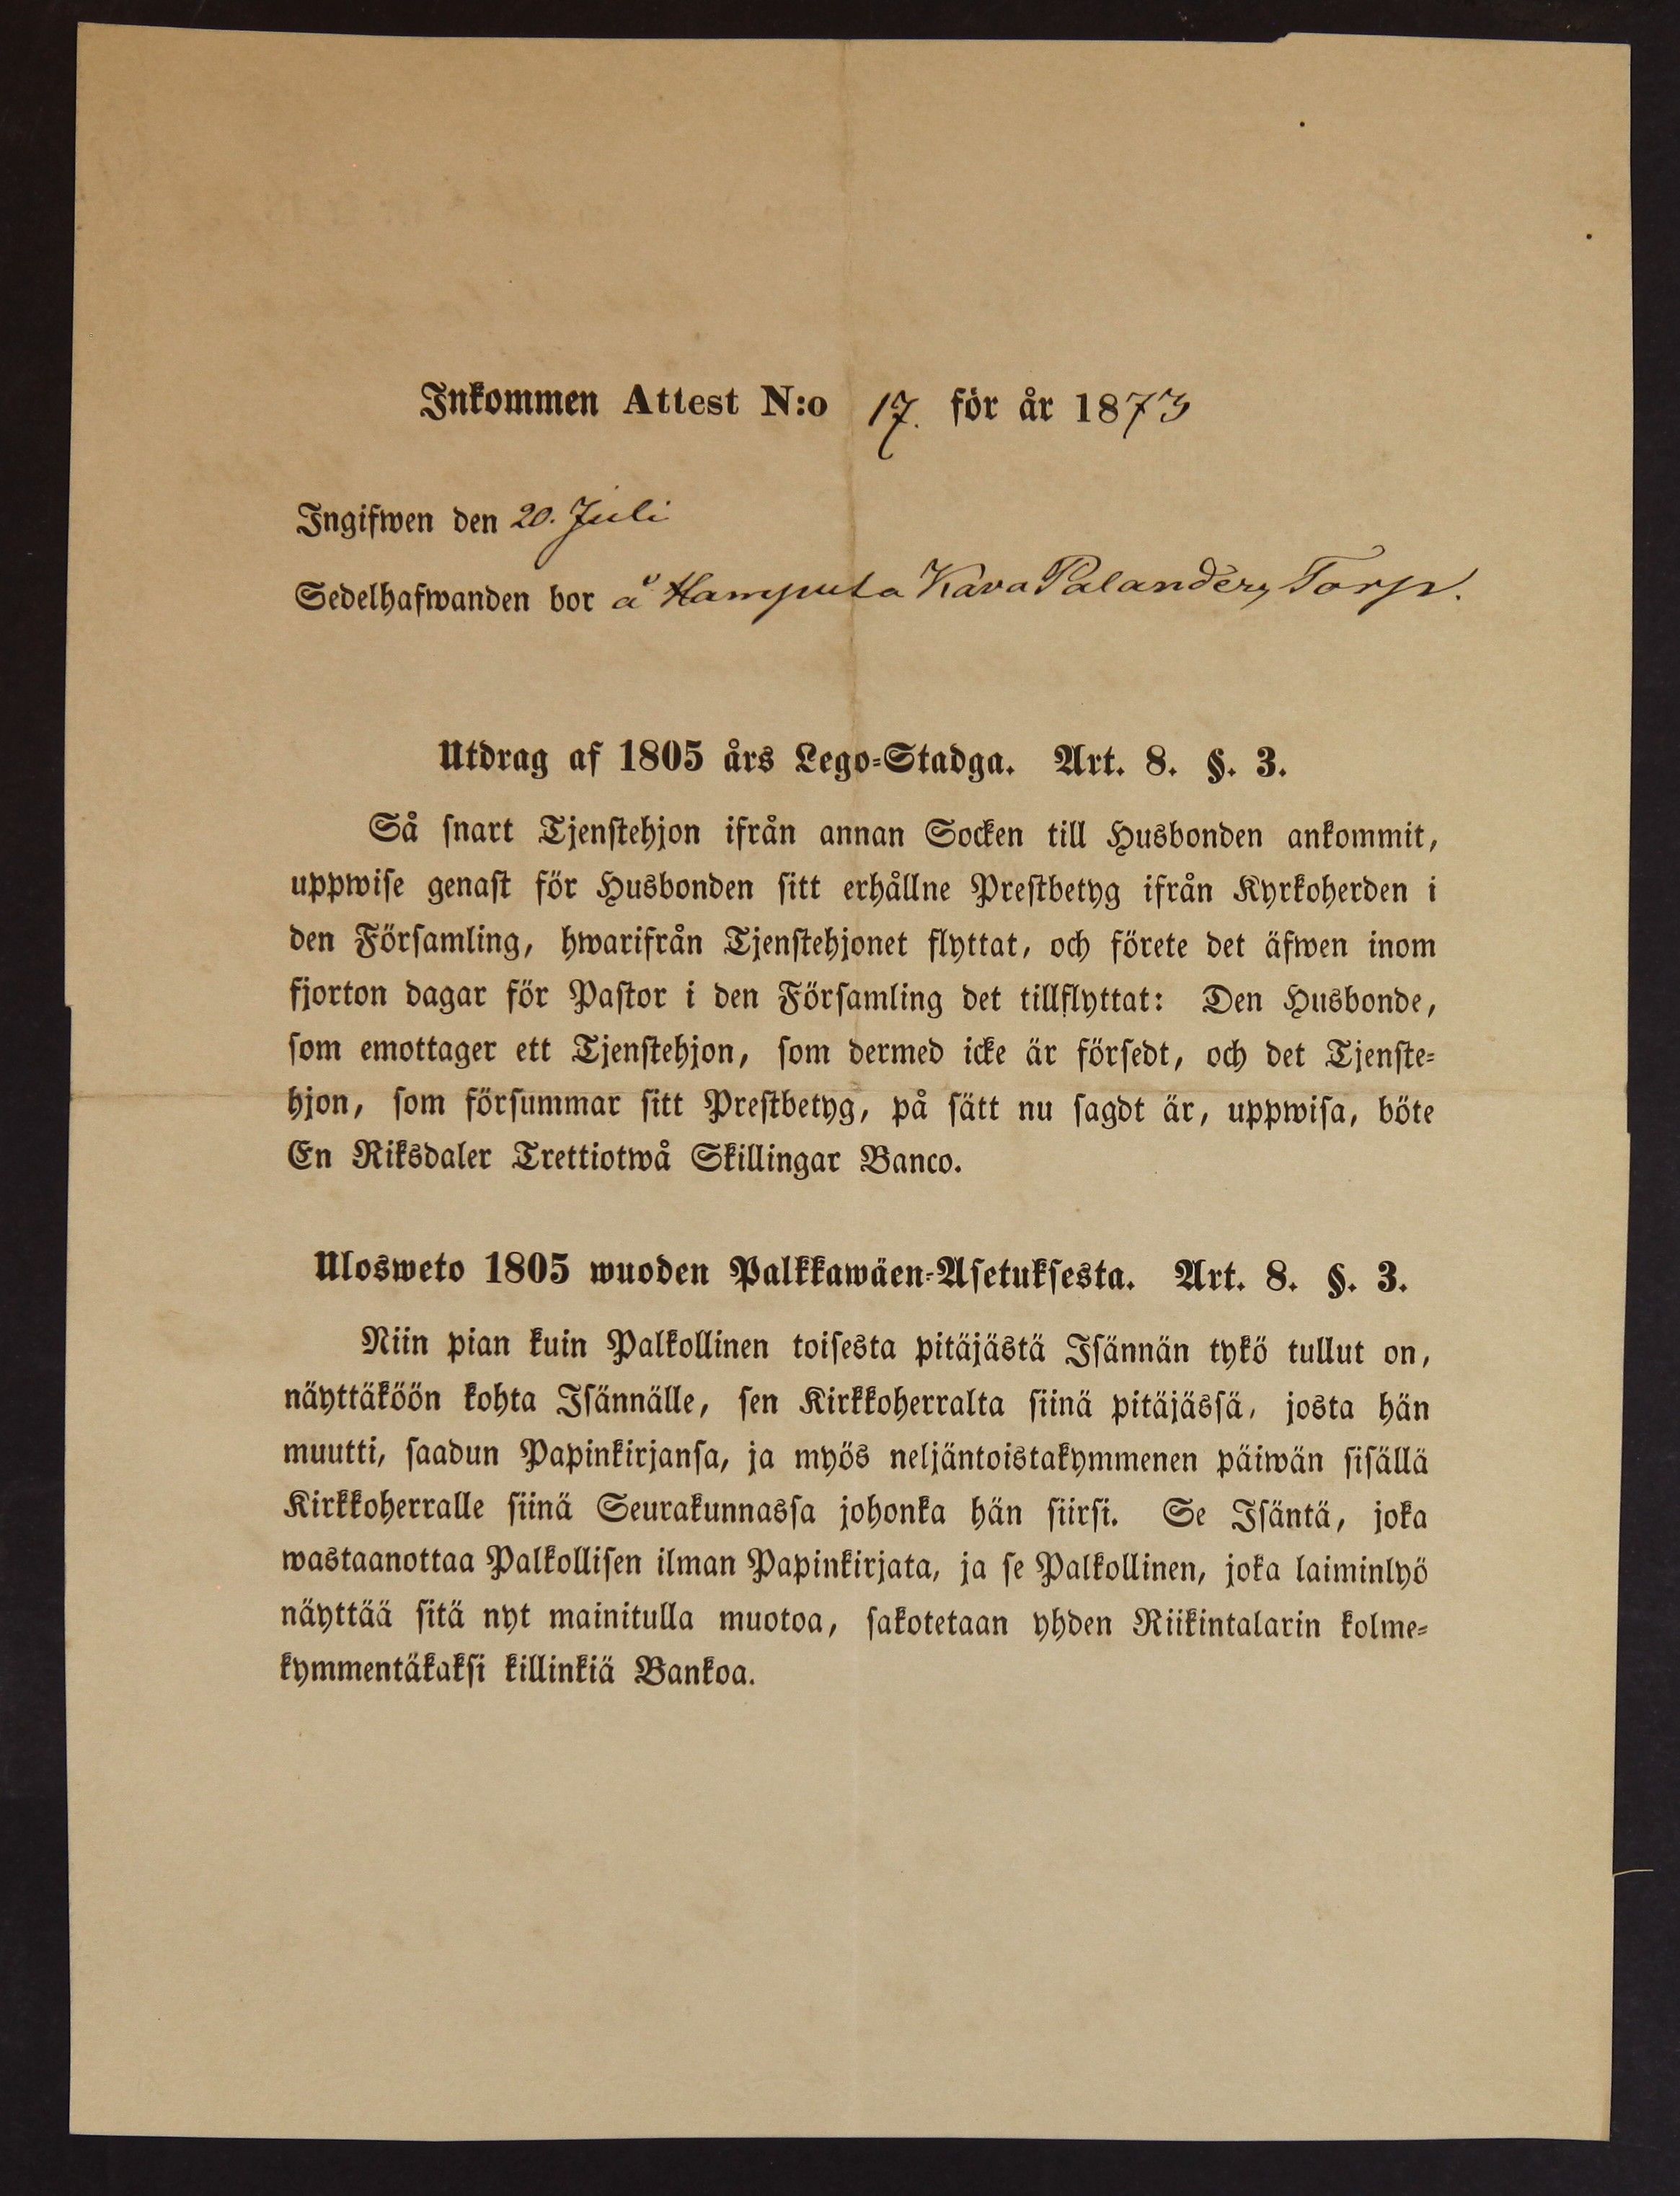 Inkommen Attest N:o 17. för år 1873
Ingifwen den 20. Juli
Sedelhafwanden bor å Hamputa Kàva Palanders Torp.
Utdrag af 1805 års Lego-Stadga. Art. 8. §. 3.
Så snart Tjenstehjon ifrån annan Socken till Husbonden ankommit,
uppwise genast för Husbonden sitt erhållne Prestbetyg ifrån Kyrkoherden i
den Församling, hwarifrån Tjenstehjonet flyttat, och förete det äfwen inom
fjorton dagar för Pastor i den Församling det tillflyttat: Den Husbonde,
som emottager ett Tjenstehjon, som dermed icke är försedt, och det Tjenste-
hjon, som försummar sitt Prestbetyg, på sätt nu sagdt är, uppwisa, böte
En Riksdaler Trettiotwå Skillingar Banco.
Ulosweto 1805 wuoden Palkkawäen-Asetuksesta. Art. 8. §. 3.
Niin pian kuin Palkollinen toisesta pitäjästä Isännän tykö tullut on,
näyttäköön kohta Isännälle, sen Kirkkoherralta siinä pitäjässä, josta hän
muutti, saadun Papinkirjansa, ja myös neljäntoistakymmenen päiwän sisällä
Kirkkoherralle siinä Seurakunnassa johonka hän siirsi. Se Isäntä, joka
wastaanottaa Palkollisen ilman Papinkirjata, ja se Palkollinen, joka laiminlyö
näyttää sitä nyt mainitulla muotoa, sakotetaan yhden Riikintalarin kolme-
kymmentäkaksi killinkiä Bankoa.